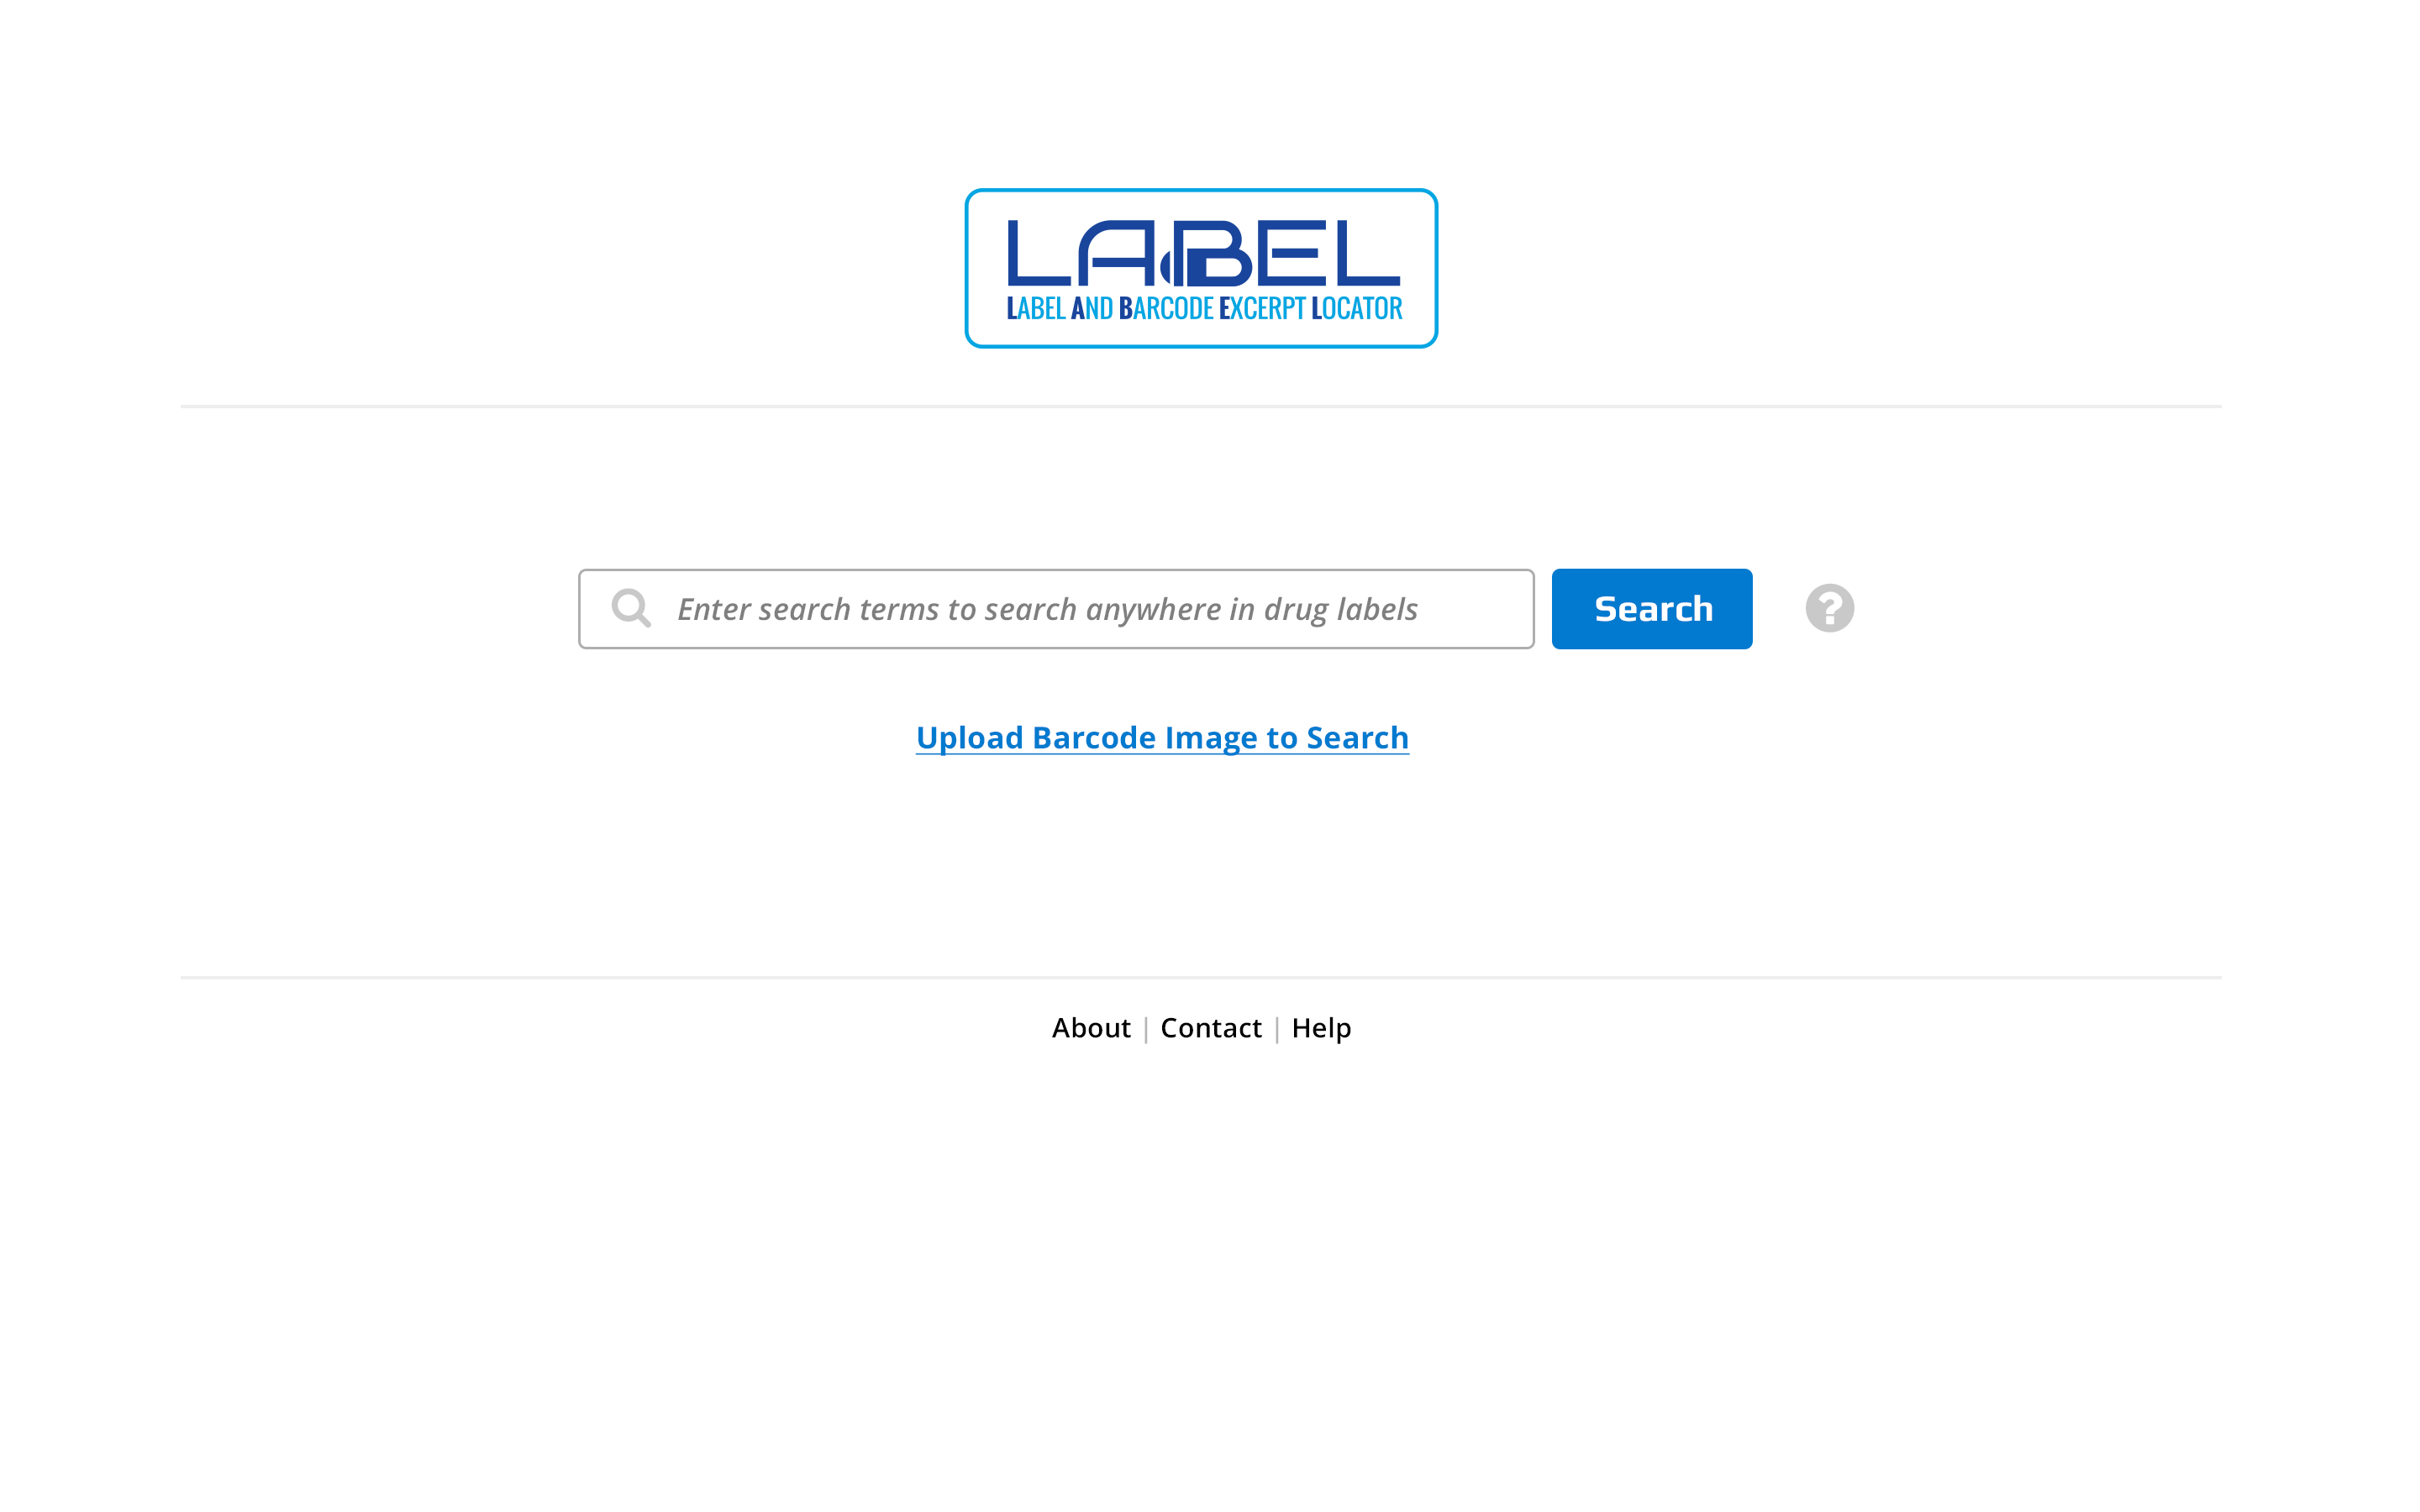 LABEL
LABEL AND BARCODE EXCERPT LOCATOR
Enter search terms to search anywhere in drug labels
Search
?
Upload Barcode Image to Search
About | Contact | Help